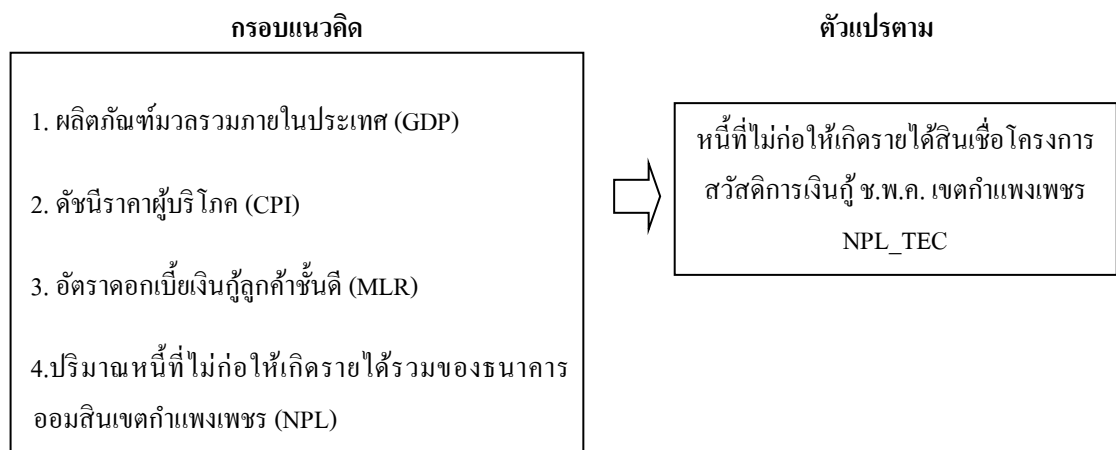 กรอบแนวคิด
1. ผลิตภัณฑ์มวลรวมภายในประเทศ (GDP)
2. ดัชนีราคาผู้บริโภค (CPI)
3. อัตราดอกเบี้ยเงินกู้ลูกค้าชั้นดี (MLR)
4.ปริมาณหนี้ที่ไม่ก่อให้เกิดรายได้รวมของธนาคาร
ออมสินเขตกำแพงเพชร (NPL)
ตัวแปรตาม
หนี้ที่ไม่ก่อให้เกิดรายได้สินเชื่อโครงการ
สวัสดิการเงินกู้ ช.พ.ค. เขตกำแพงเพชร
NPL_TEC